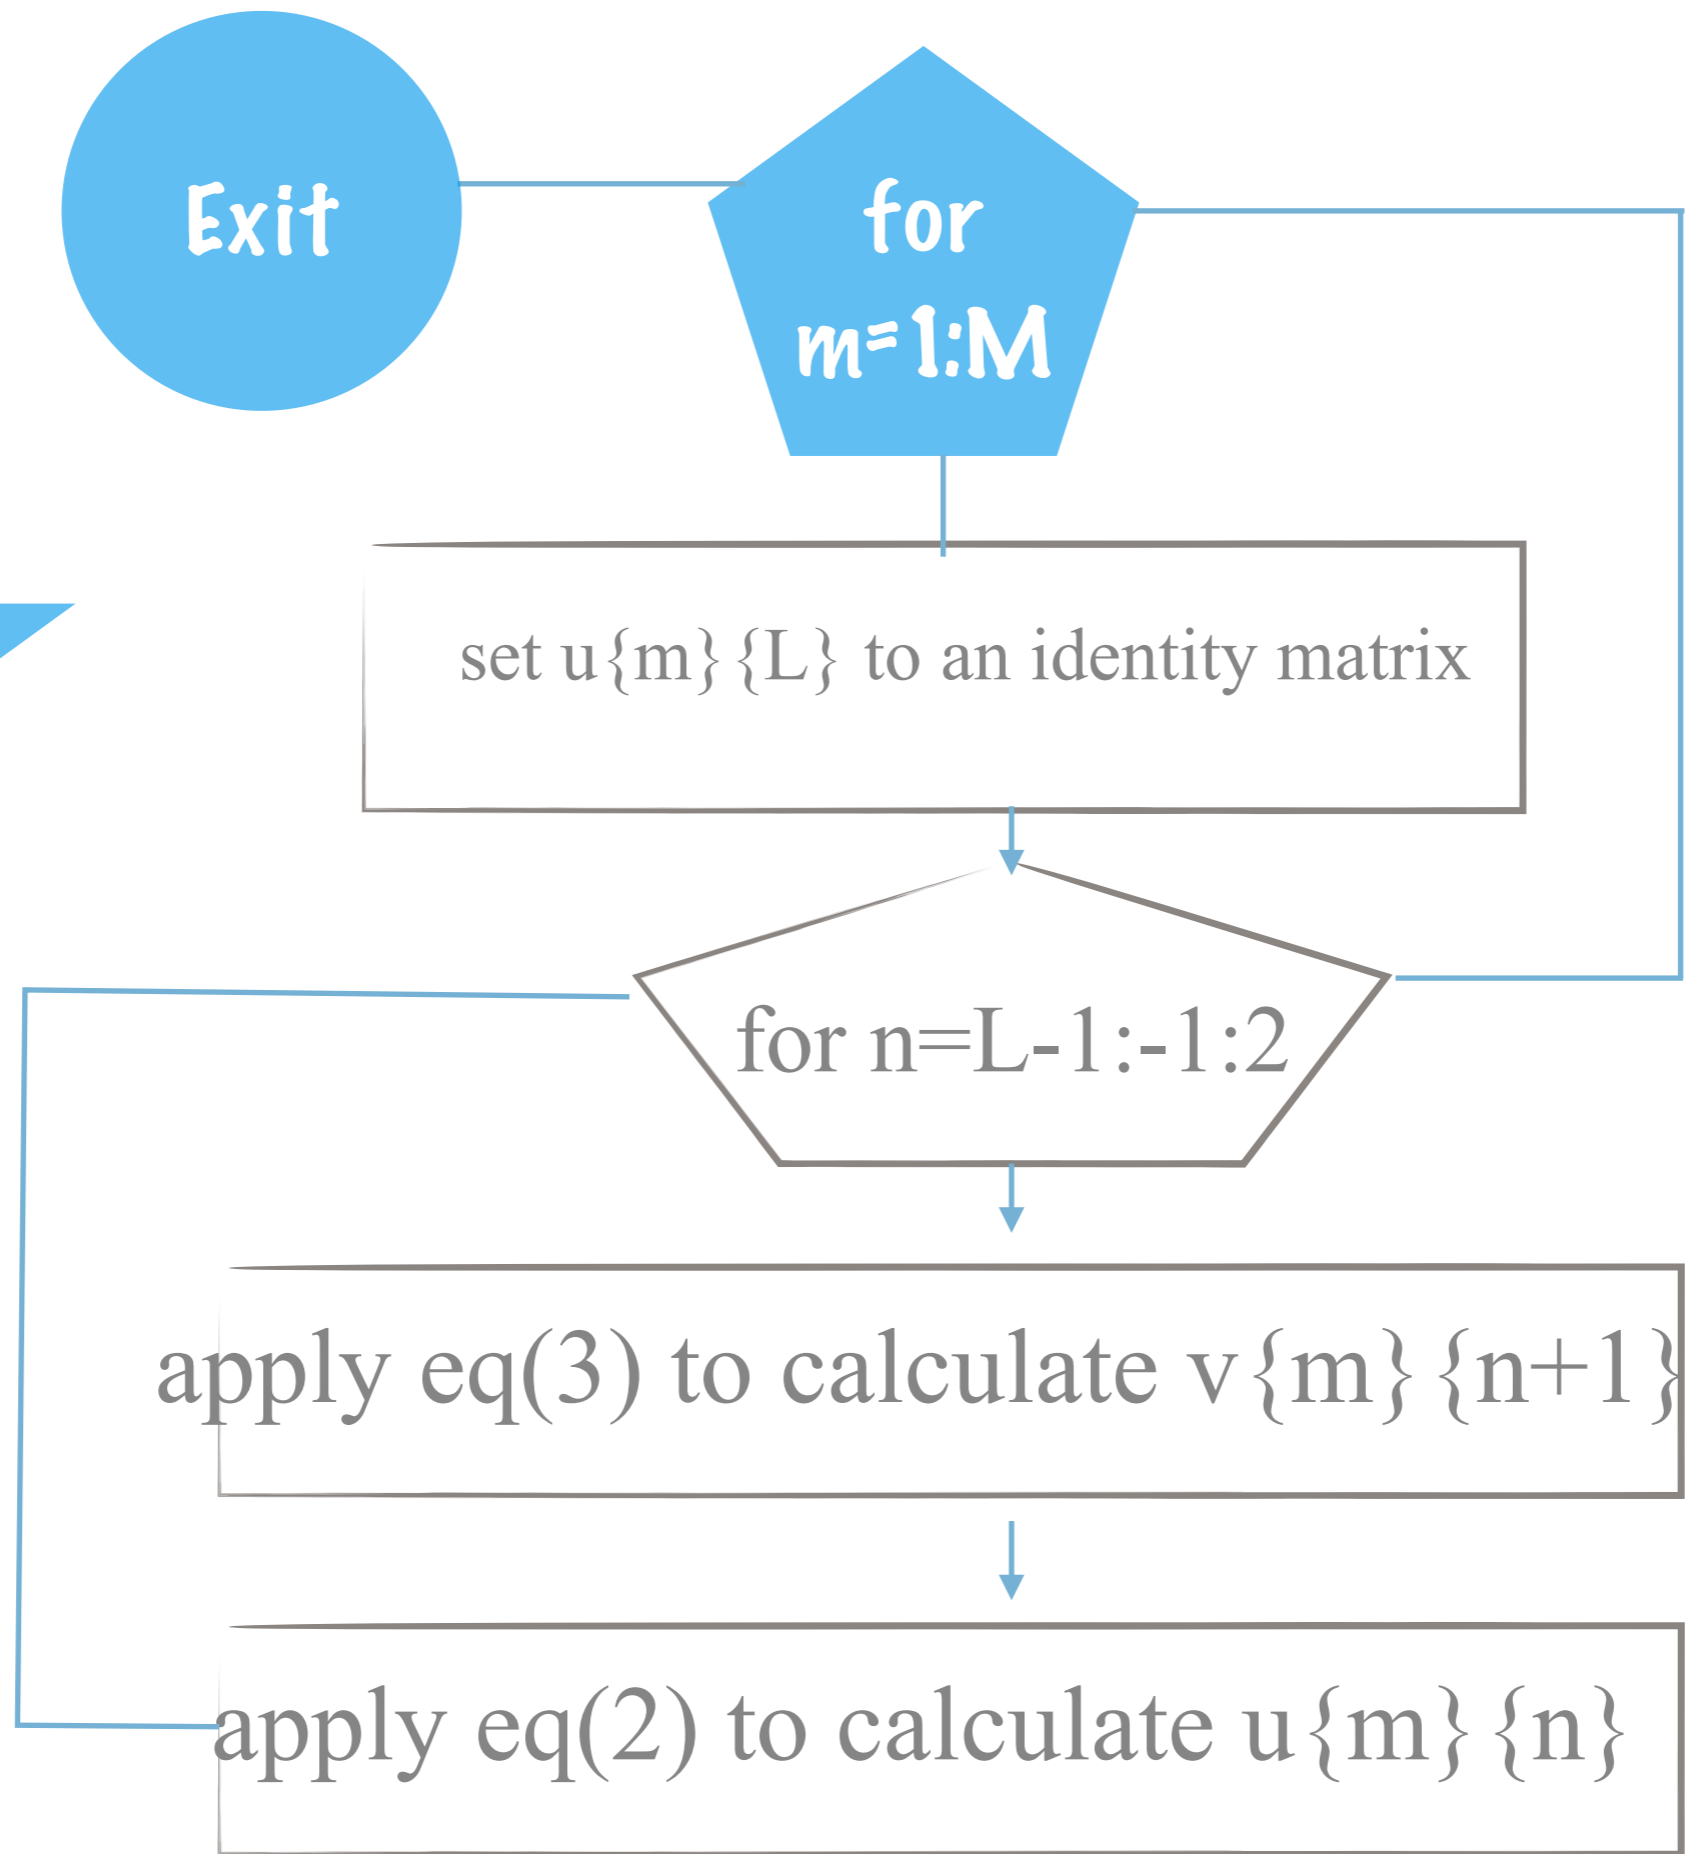 Exit
for
m=1:M
set u{m}{L} to an identity matrix
for n=L-1:-1:2
apply eq(3) to calculate v{m}{n+1}
apply eq(2) to calculate u{m}{n}